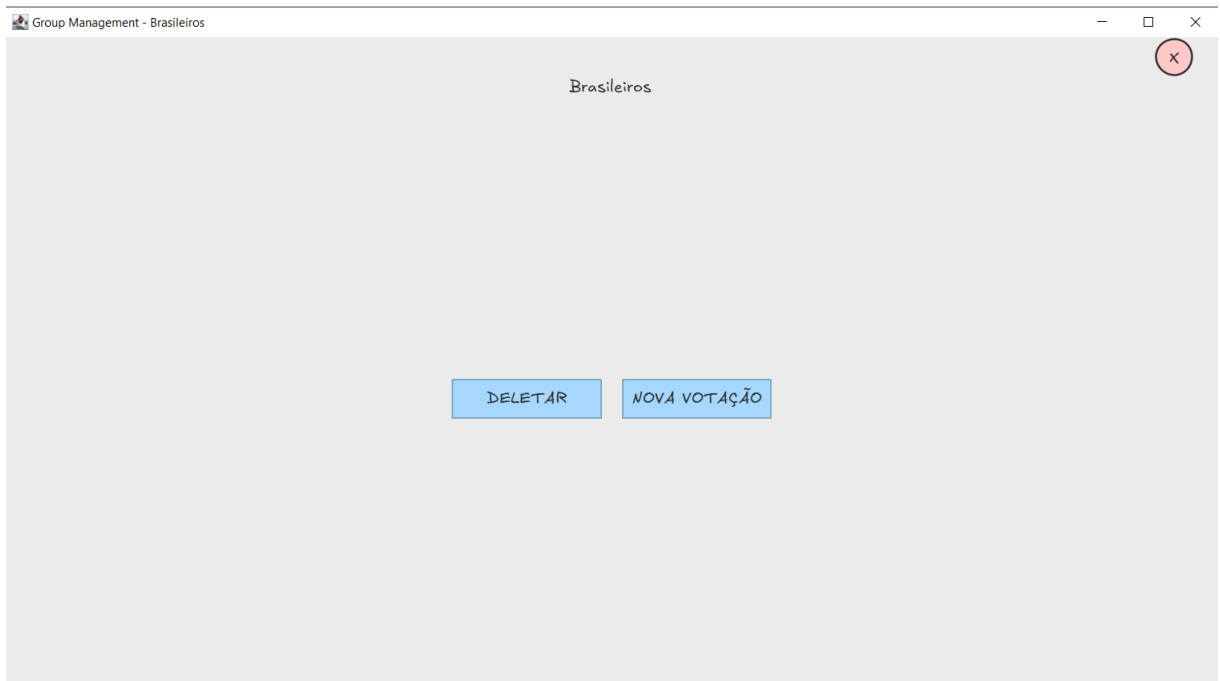 Group Management - Brasileiros
x
Brasileiros
DELETAR
NOVA VOTAÇÃO